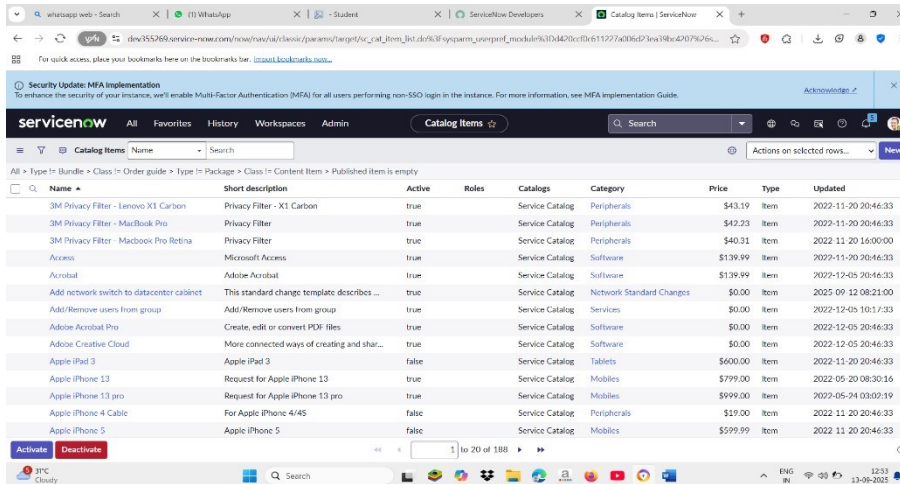 whatsapp web - Search (1) WhatsApp - Student ServiceNow Developers Catalog Items | ServiceNow
VPN dev355269.service-now.com/now/nav/ui/classic/params/target/sc_cat_item_list.do%3Fsysparm_userpref_module%3Dd420ccf0c611227a006d23ea39bc4207%26s...
For quick access, place your bookmarks here on the bookmarks bar. Import bookmarks now...
Security Update: MFA Implementation
To enhance the security of your instance, we'll enable Multi-Factor Authentication (MFA) for all users performing non-SSO login in the instance. For more information, see MFA Implementation Guide. Acknowledge
servicenow All Favorites History Workspaces Admin Catalog Items Search 5
Catalog Items Name Search Actions on selected rows... New
All > Type != Bundle > Class != Order guide > Type != Package > Class != Content Item > Published item is empty
Name Short description Active Roles Catalogs Category Price Type Updated
3M Privacy Filter - Lenovo X1 Carbon Privacy Filter - X1 Carbon true Service Catalog Peripherals $43.19 Item 2022-11-20 20:46:33
3M Privacy Filter - MacBook Pro Privacy Filter true Service Catalog Peripherals $42.23 Item 2022-11-20 20:46:33
3M Privacy Filter - Macbook Pro Retina Privacy Filter true Service Catalog Peripherals $40.31 Item 2022-11-20 16:00:00
Access Microsoft Access true Service Catalog Software $139.99 Item 2022-11-20 20:46:33
Acrobat Adobe Acrobat true Service Catalog Software $139.99 Item 2022-12-05 20:46:33
Add network switch to datacenter cabinet This standard change template describes ... true Service Catalog Network Standard Changes $0.00 Item 2025-09-12 08:21:00
Add/Remove users from group Add/Remove users from group true Service Catalog Services $0.00 Item 2022-12-05 10:17:33
Adobe Acrobat Pro Create, edit or convert PDF files true Service Catalog Software $0.00 Item 2022-12-05 20:46:33
Adobe Creative Cloud More connected ways of creating and shar... true Service Catalog Software $0.00 Item 2022-12-05 20:46:33
Apple iPad 3 Apple iPad 3 false Service Catalog Tablets $600.00 Item 2022-11-20 20:46:33
Apple iPhone 13 Request for Apple iPhone 13 true Service Catalog Mobiles $799.00 Item 2022-05-20 08:30:16
Apple iPhone 13 pro Request for Apple iPhone 13 pro true Service Catalog Mobiles $999.00 Item 2022-05-24 03:02:19
Apple iPhone 4 Cable For Apple iPhone 4/4S false Service Catalog Peripherals $19.00 Item 2022-11-20 20:46:33
Apple iPhone 5 Apple iPhone 5 false Service Catalog Mobiles $599.99 Item 2022-11-20 20:46:33
Activate Deactivate 1 to 20 of 188
31°C Search ENG 12:53
Cloudy IN 13-09-2025